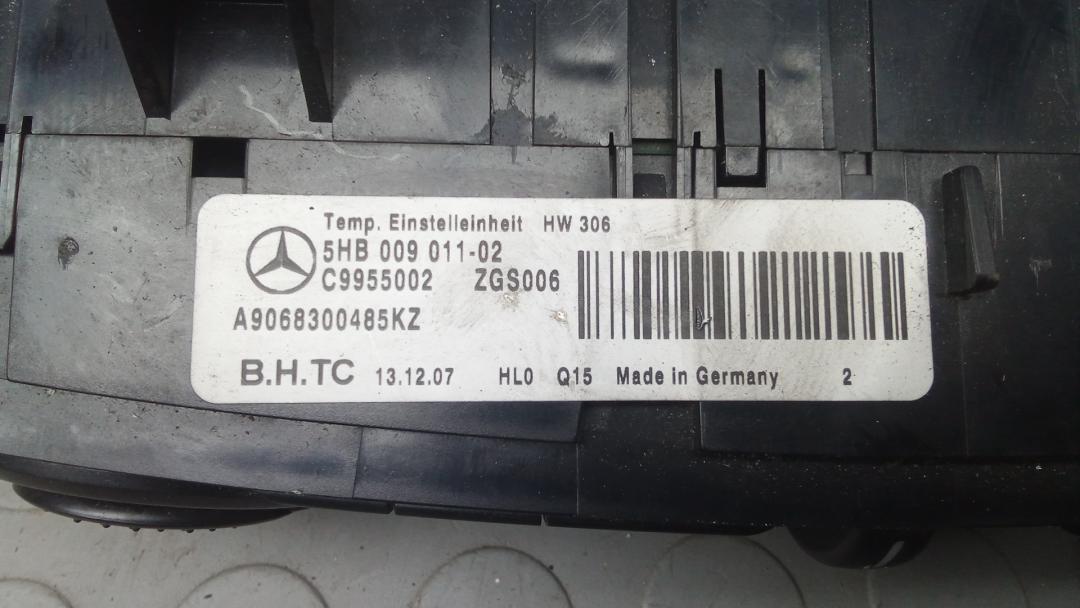 Temp. Einstelleinheit HW 306
5HB 009 011-02
C9955002 ZGS006
A9068300485KZ
B.H.TC 13.12.07 HL0 Q15 Made in Germany 2